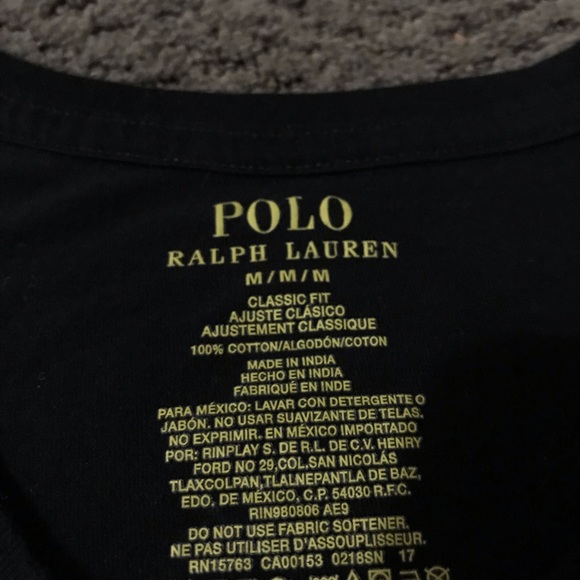 POLO
RALPH LAUREN
M/M/M
CLASSIC FIT
AJUSTE CLÁSICO
AJUSTEMENT CLASSIQUE
100% COTTON/ALGODÓN/COTON
MADE IN INDIA
HECHO EN INDIA
FABRIQUÉ EN INDE
PARA MÉXICO: LAVAR CON DETERGENTE O
JABÓN. NO USAR SUAVIZANTE DE TELAS.
NO EXPRIMIR. EN MÉXICO IMPORTADO
POR: RINPLAY S. DE R.L. DE C.V. HENRY
FORD NO 29,COL.SAN NICOLÁS
TLAXCOLPAN,TLALNEPANTLA DE BAZ,
EDO. DE MÉXICO, C.P. 54030 R.F.C.
RIN980806 AE9
DO NOT USE FABRIC SOFTENER.
NE PAS UTILISER D'ASSOUPLISSEUR.
RN15763 CA00153 0218SN 17